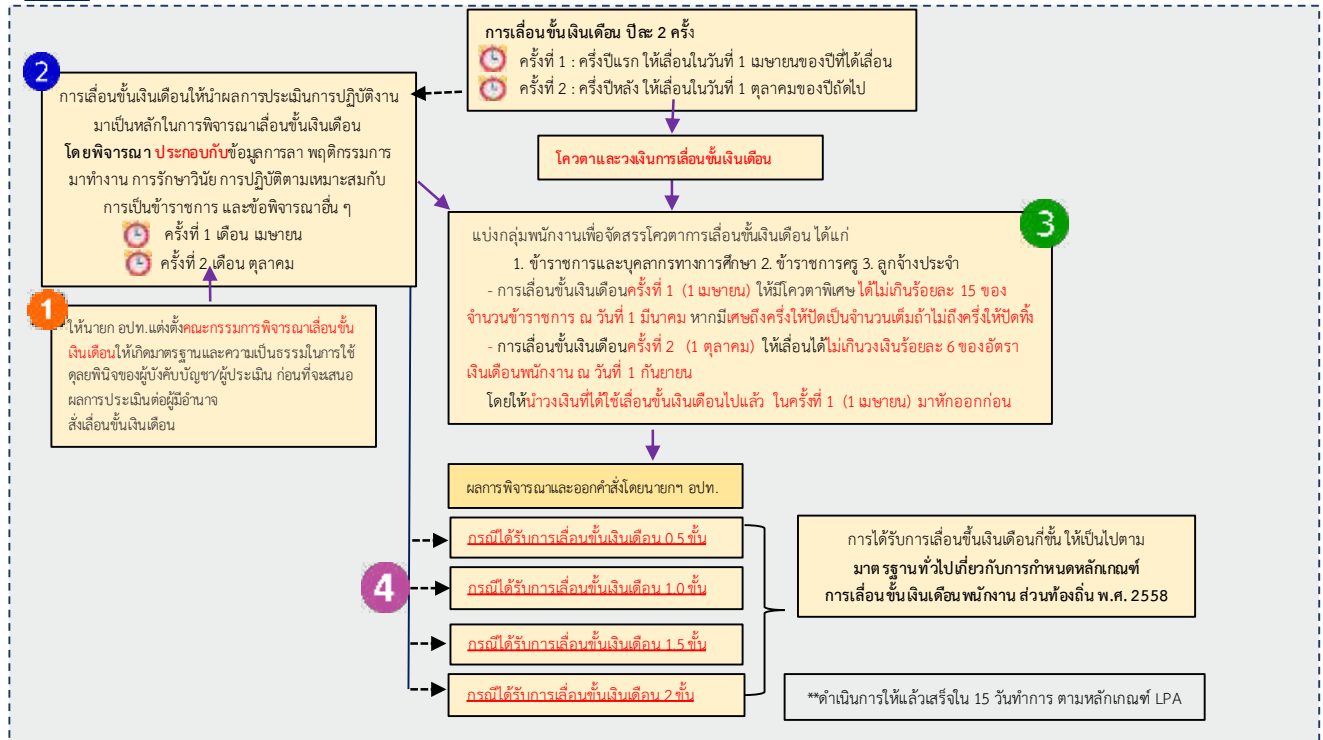 การเลื่อนขั้นเงินเดือน ปีละ 2 ครั้ง
ครั้งที่ 1 : ครึ่งปีแรก ให้เลื่อนในวันที่ 1 เมษายนของปีที่ได้เลื่อน
ครั้งที่ 2 : ครึ่งปีหลัง ให้เลื่อนในวันที่ 1 ตุลาคมของปีถัดไป
2
การเลื่อนขั้นเงินเดือนให้นำผลการประเมินการปฏิบัติงาน
มาเป็นหลักในการพิจารณาเลื่อนขั้นเงินเดือน
โดยพิจารณา ประกอบกับข้อมูลการลา พฤติกรรมการ
มาทำงาน การรักษาวินัย การปฏิบัติตามเหมาะสมกับ
การเป็นข้าราชการ และข้อพิจารณาอื่น ๆ
ครั้งที่ 1 เดือน เมษายน
ครั้งที่ 2 เดือน ตุลาคม
โควตาและวงเงินการเลื่อนขั้นเงินเดือน
3
แบ่งกลุ่มพนักงานเพื่อจัดสรรโควตาการเลื่อนขั้นเงินเดือน ได้แก่
1. ข้าราชการและบุคลากรทางการศึกษา 2. ข้าราชการครู 3. ลูกจ้างประจำ
- การเลื่อนขั้นเงินเดือนครั้งที่ 1 (1 เมษายน) ให้มีโควตาพิเศษ ได้ไม่เกินร้อยละ 15 ของ
จำนวนข้าราชการ ณ วันที่ 1 มีนาคม หากมีเศษถึงครึ่งให้ปัดเป็นจำนวนเต็มถ้าไม่ถึงครึ่งให้ปัดทิ้ง
- การเลื่อนขั้นเงินเดือนครั้งที่ 2 (1 ตุลาคม) ให้เลื่อนได้ไม่เกินวงเงินร้อยละ 6 ของอัตรา
เงินเดือนพนักงาน ณ วันที่ 1 กันยายน
โดยให้นำวงเงินที่ได้ใช้เลื่อนขั้นเงินเดือนไปแล้ว ในครั้งที่ 1 (1 เมษายน) มาหักออกก่อน
1
ให้นายก อปท.แต่งตั้งคณะกรรมการพิจารณาเลื่อนขั้น
เงินเดือนให้เกิดมาตรฐานและความเป็นธรรมในการใช้
ดุลยพินิจของผู้บังคับบัญชา/ผู้ประเมิน ก่อนที่จะเสนอ
ผลการประเมินต่อผู้มีอำนาจ
สั่งเลื่อนขั้นเงินเดือน
ผลการพิจารณาและออกคำสั่งโดยนายกฯ อปท.
4
กรณีได้รับการเลื่อนขั้นเงินเดือน 0.5 ขั้น
กรณีได้รับการเลื่อนขั้นเงินเดือน 1.0 ขั้น
กรณีได้รับการเลื่อนขั้นเงินเดือน 1.5 ขั้น
กรณีได้รับการเลื่อนขั้นเงินเดือน 2 ขั้น
การได้รับการเลื่อนขึ้นเงินเดือนกี่ขั้น ให้เป็นไปตาม
มาตรฐานทั่วไปเกี่ยวกับการกำหนดหลักเกณฑ์
การเลื่อนขั้นเงินเดือนพนักงาน ส่วนท้องถิ่น พ.ศ. 2558
**ดำเนินการให้แล้วเสร็จใน 15 วันทำการ ตามหลักเกณฑ์ LPA